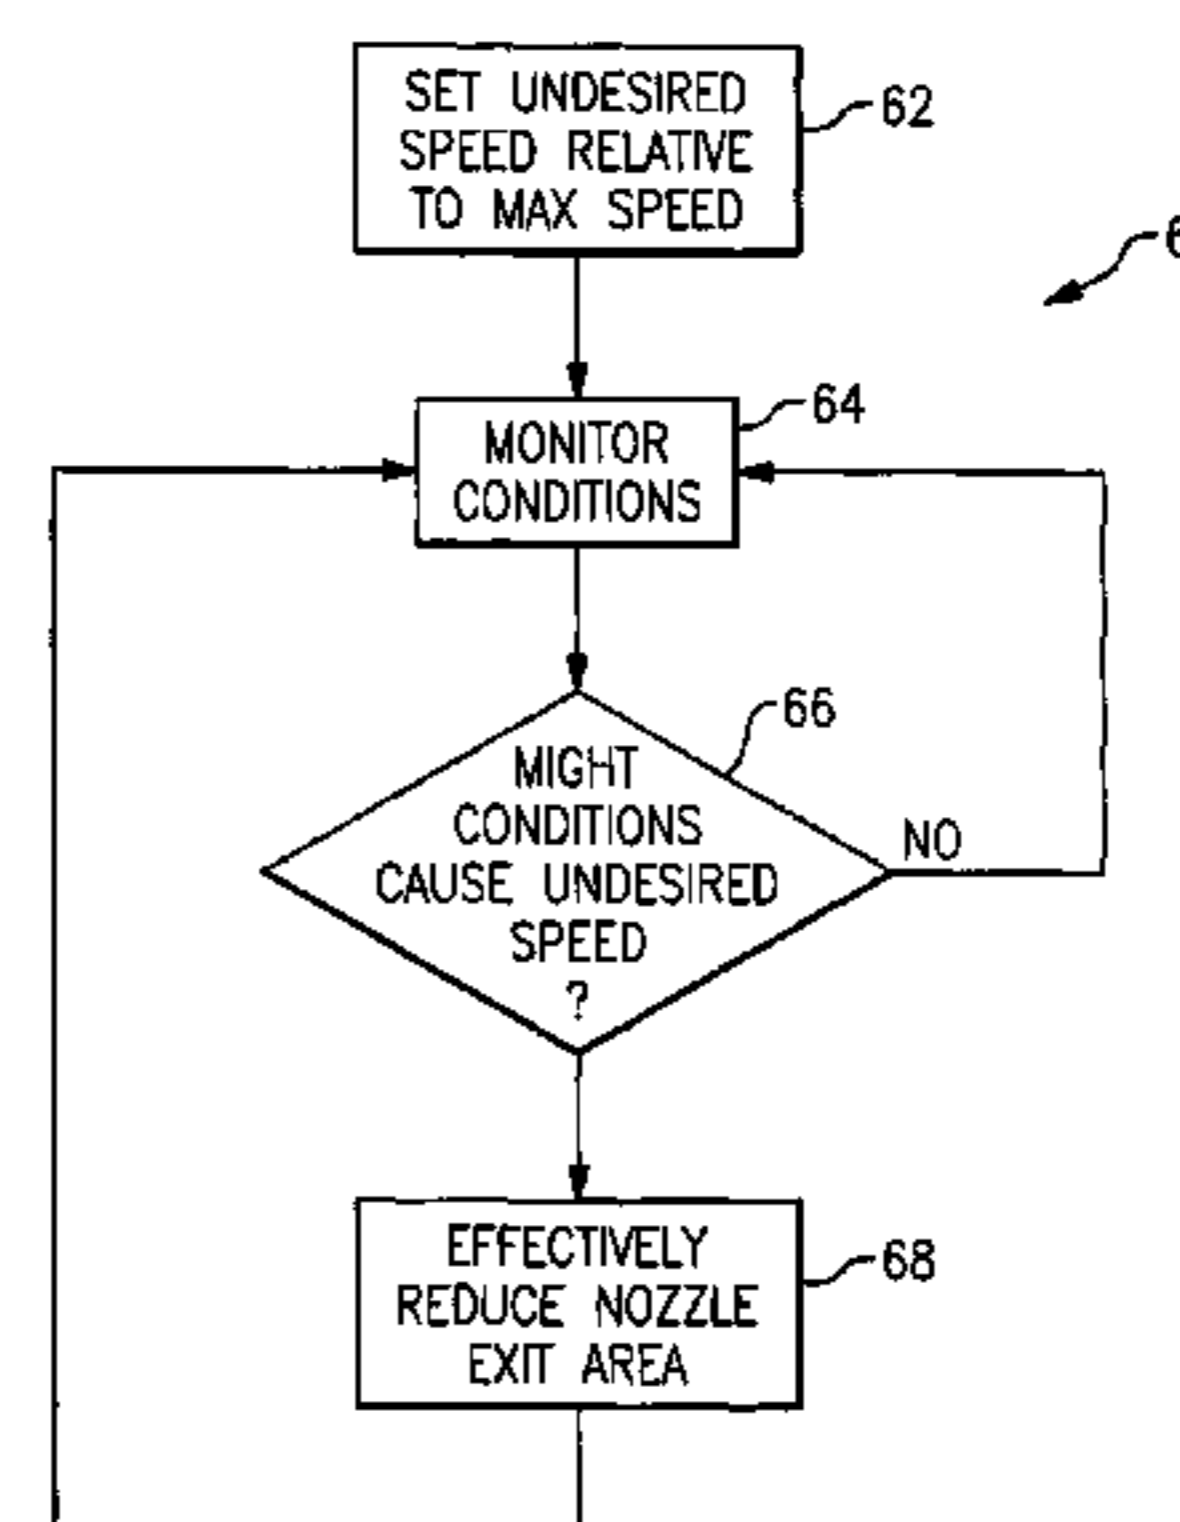 SET UNDESIRED
SPEED RELATIVE
TO MAX SPEED
62
64
MONITOR
CONDITIONS
66
MIGHT
CONDITIONS
CAUSE UNDESIRED
SPEED
?
NO
EFFECTIVELY
REDUCE NOZZLE
EXIT AREA
68